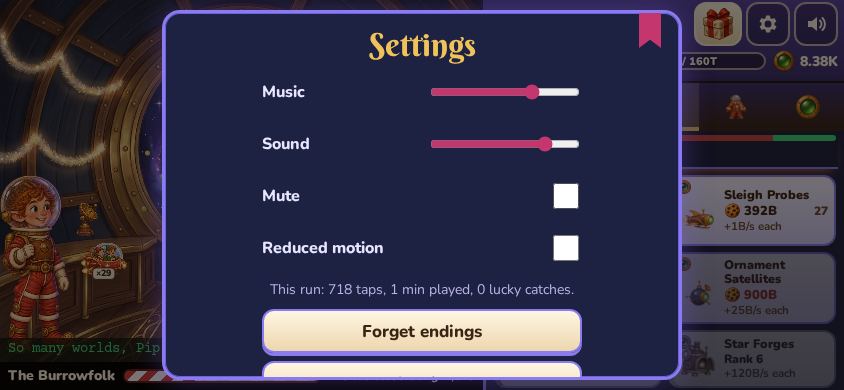 Settings
Music
Sound
Mute
Reduced motion
This run: 718 taps, 1 min played, 0 lucky catches.
Forget endings
/ 160T
8.38K
Sleigh Probes
392B
27
+1B/s each
Ornament
Satellites
900B
+25B/s each
Star Forges
Rank 6
+120B/s each
×29
So many worlds, Pip
The Burrowfolk